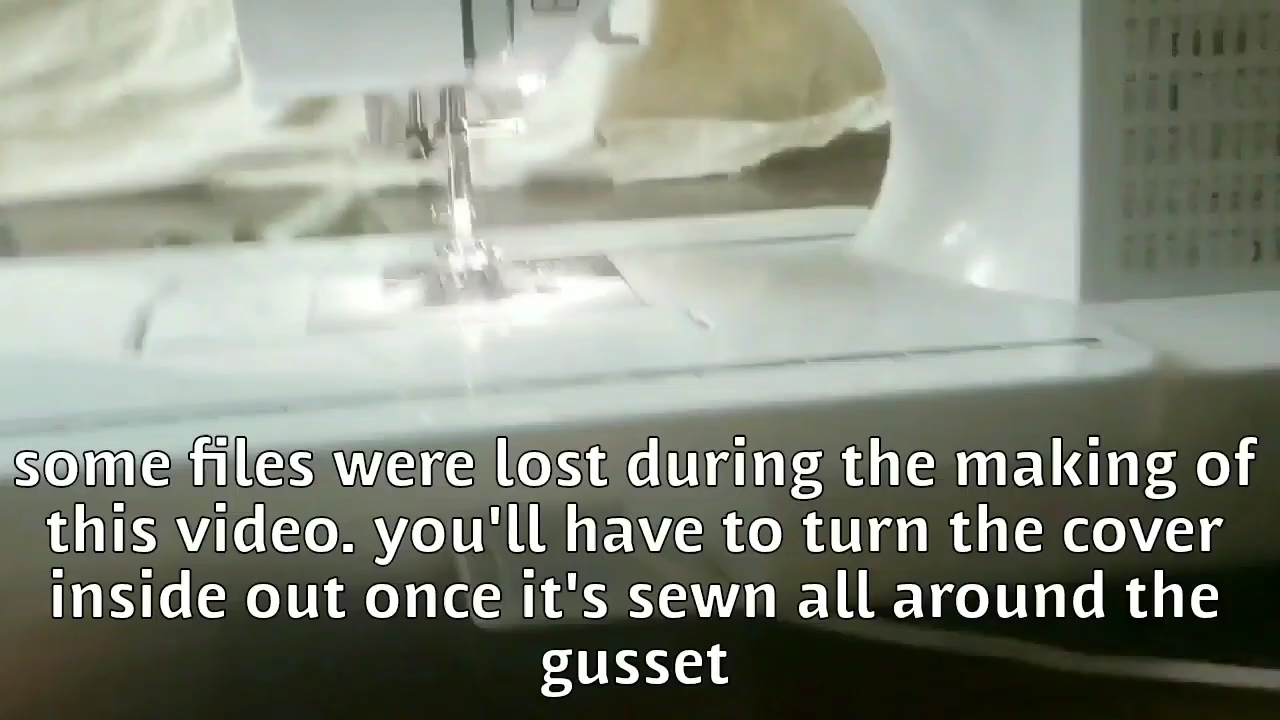 some files were lost during the making of
this video. you'll have to turn the cover
inside out once it's sewn all around the
gusset